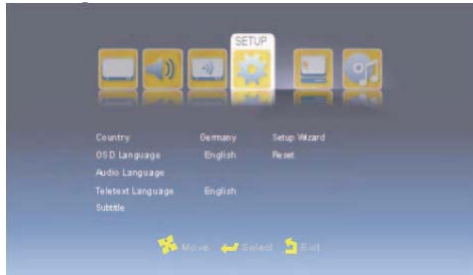 SETUP
Country Germany Setup Wizard
OSD Language English Reset
Audio Language
Teletext Language English
Subtitle
Move Select Exit